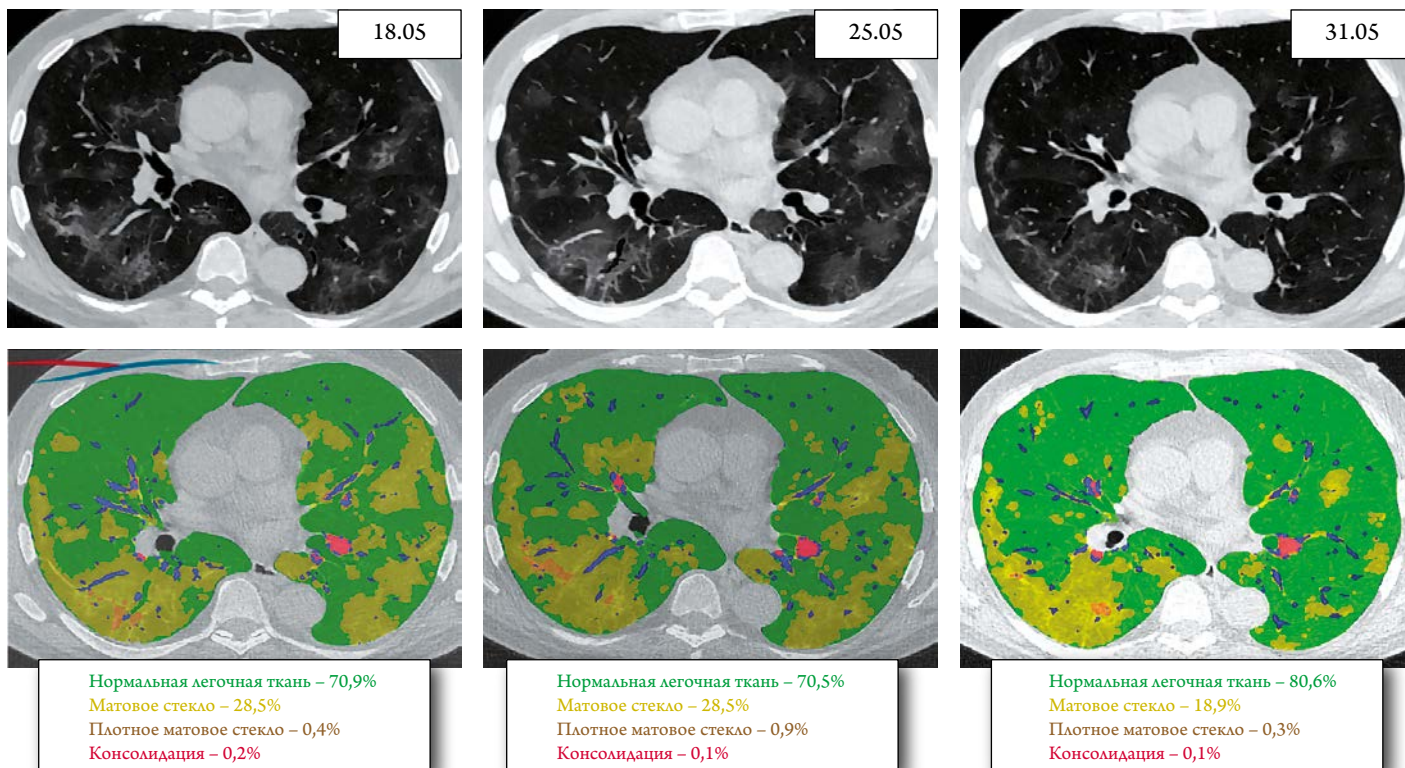 18.05
25.05
31.05
Нормальная легочная ткань – 70,9%
Матовое стекло – 28,5%
Плотное матовое стекло – 0,4%
Консолидация – 0,2%
Нормальная легочная ткань – 70,5%
Матовое стекло – 28,5%
Плотное матовое стекло – 0,9%
Консолидация – 0,1%
Нормальная легочная ткань – 80,6%
Матовое стекло – 18,9%
Плотное матовое стекло – 0,3%
Консолидация – 0,1%